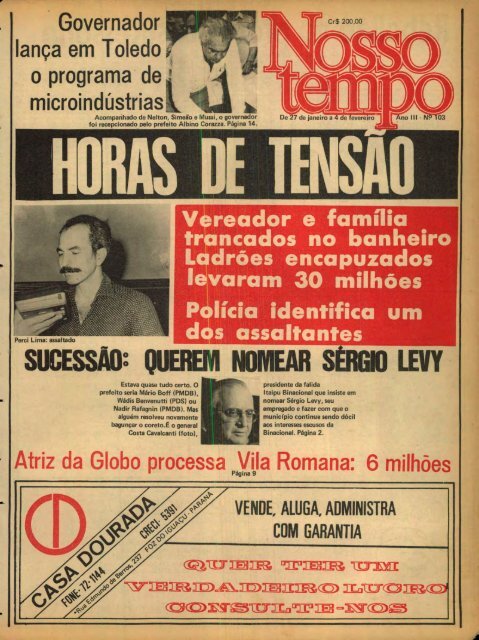 Governador
lança em Toledo
o programa de
microindústrias
Acompanhado de Nelton, Simeão e Mussi, o governador
foi recepcionado pelo prefeito Albino Corazza. Página 14.
Cr$ 200,00
Nosso
tempo
De 27 de janeiro a 4 de fevereiro
Ano III - Nº 103
HORAS DE TENSÃO
Vereador e família
trancados no banheiro
Ladrões encapuzados
levaram 30 milhões
Polícia identifica um
dos assaltantes
Perci Lima: assaltado
SUCESSÃO: QUEREM NOMEAR SÉRGIO LEVY
Estava quase tudo certo. O
prefeito seria Mário Boff (PMDB),
Wádis Benvenutti (PDS) ou
Nadir Rafagnin (PMDB). Mas
alguém resolveu novamente
bagunçar o coreto. É o general
Costa Cavalcanti (foto),
presidente da falida
Itaipu Binacional que insiste em
nomear Sérgio Levy, seu
empregado e fazer com que o
município continue sendo dócil
aos interesses escusos da
Binacional. Página 2.
Atriz da Globo processa Vila Romana: 6 milhões
Página 9
CASA DOURADA
CRECI: 5391
FONE: 72-1144
Rua Edmundo de Barros, 297 FOZ DO IGUAÇU - PARANÁ
VENDE, ALUGA, ADMINISTRA
COM GARANTIA
QUER TER UM
VERDADEIRO LUCRO
CONSULTE-NOS